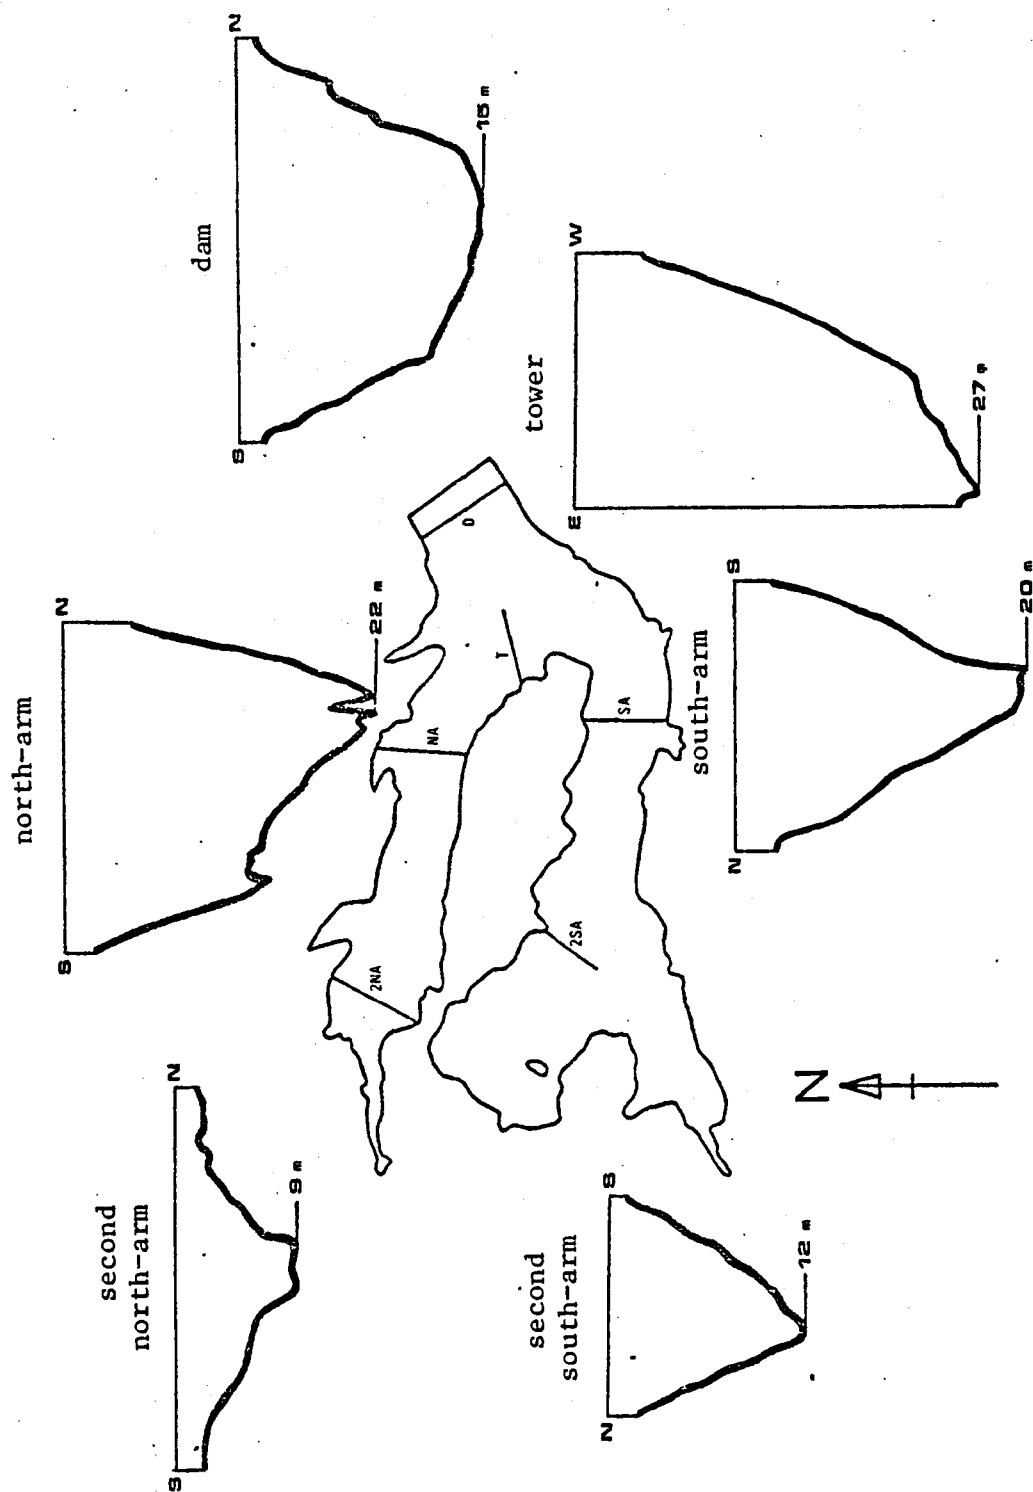 north-arm
S
N
22 m
dam
S
N
15 m
second
north-arm
S
N
9 m
2NA
NA
D
T
2SA
SA
tower
E
W
27 m
second
south-arm
N
S
12 m
south-arm
N
S
20 m
N